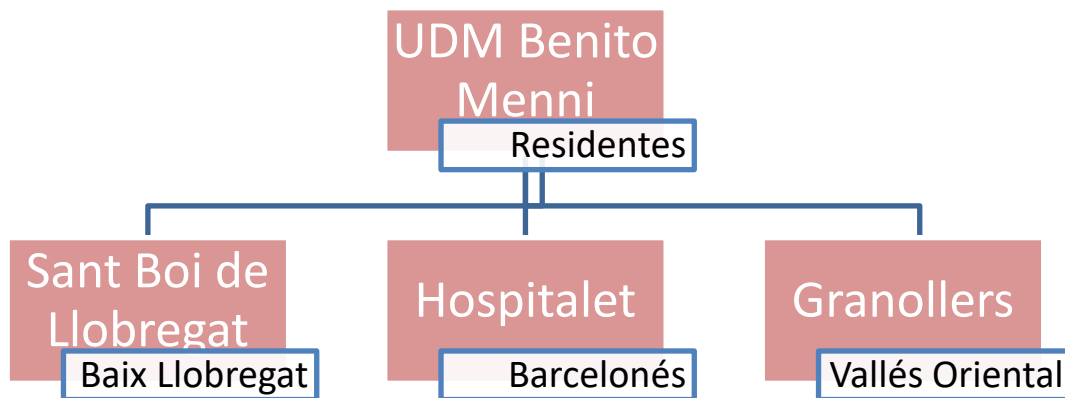 UDM Benito
Menni
Residentes
Sant Boi de
Llobregat
Baix Llobregat
Hospitalet
Barcelonés
Granollers
Vallés Oriental